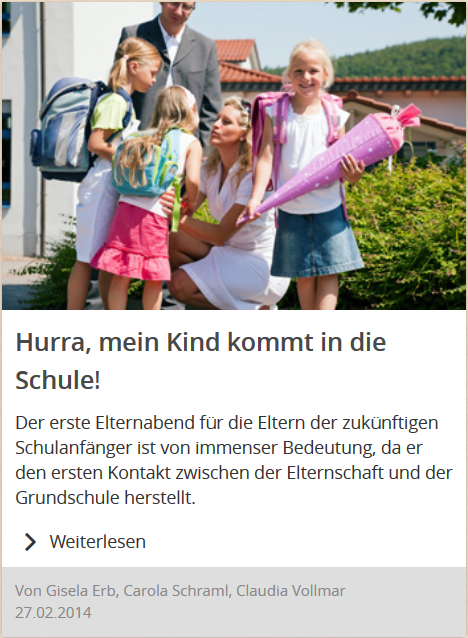 Hurra, mein Kind kommt in die
Schule!
Der erste Elternabend für die Eltern der zukünftigen
Schulanfänger ist von immenser Bedeutung, da er
den ersten Kontakt zwischen der Elternschaft und der
Grundschule herstellt.
Weiterlesen
Von Gisela Erb, Carola Schraml, Claudia Vollmar
27.02.2014